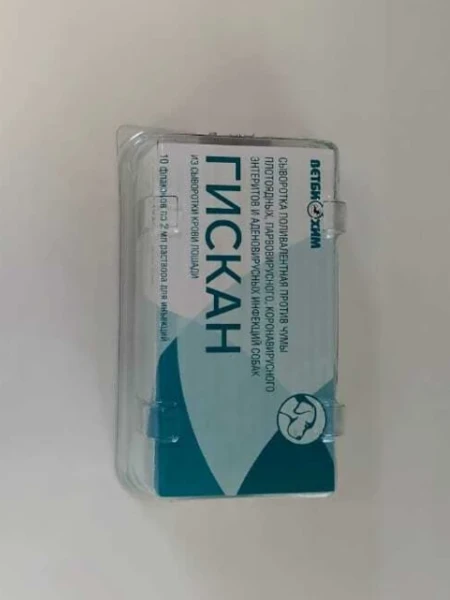 ВЕТБИОХИМ
СЫВОРОТКА ПОЛИВАЛЕНТНАЯ ПРОТИВ ЧУМЫ
ПЛОТОЯДНЫХ, ПАРВОВИРУСНОГО, КОРОНАВИРУСНОГО
ЭНТЕРИТОВ И АДЕНОВИРУСНЫХ ИНФЕКЦИЙ СОБАК
ГИСКАН
ИЗ СЫВОРОТКИ КРОВИ ЛОШАДИ
10 флаконов по 2 мл раствора для инъекций